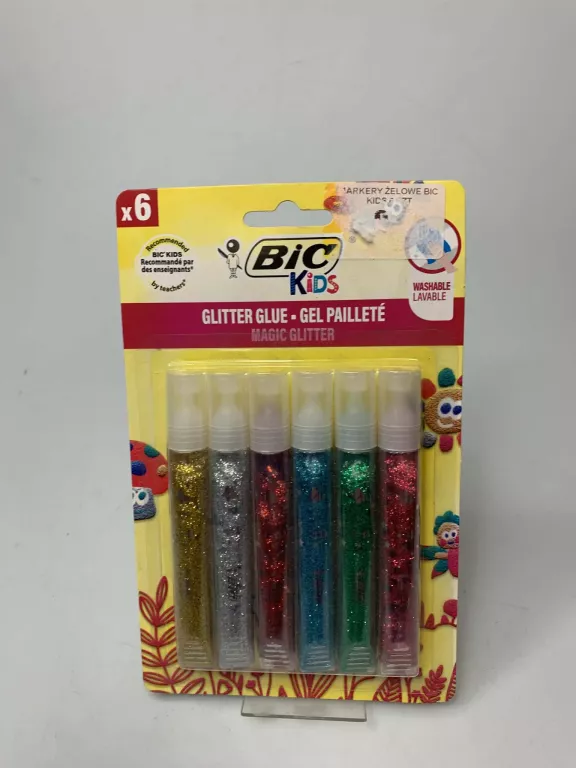 x6
Recommended
BIC® KIDS
Recommandé par
des enseignants*
by teachers*
BIC
KIDS
ŻELOWE BIC
KIDS
WASHABLE
LAVABLE
GLITTER GLUE • GEL PAILLETÉ
MAGIC GLITTER